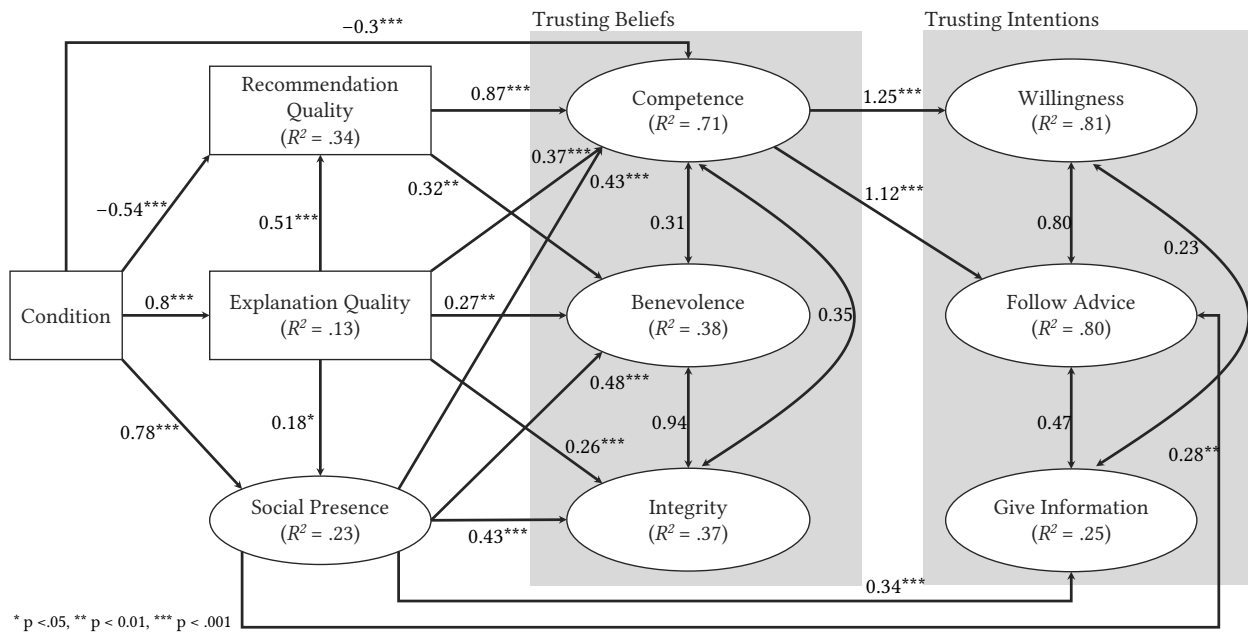 Trusting Beliefs
Trusting Intentions
−0.3***
Recommendation
Quality
(R² = .34)
0.87***
Competence
(R² = .71)
1.25***
Willingness
(R² = .81)
0.37***
0.43***
0.32**
−0.54***
0.51***
0.31
1.12***
0.80
0.23
Condition
0.8***
Explanation Quality
(R² = .13)
0.27**
Benevolence
(R² = .38)
0.35
Follow Advice
(R² = .80)
0.48***
0.78***
0.18*
0.26***
0.94
0.47
0.28**
Social Presence
(R² = .23)
0.43***
Integrity
(R² = .37)
Give Information
(R² = .25)
0.34***
* p <.05, ** p < 0.01, *** p < .001